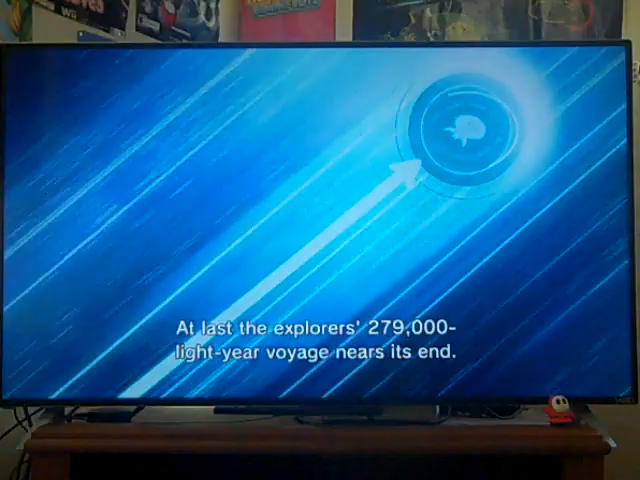 At last the explorers' 279,000-
light-year voyage nears its end.